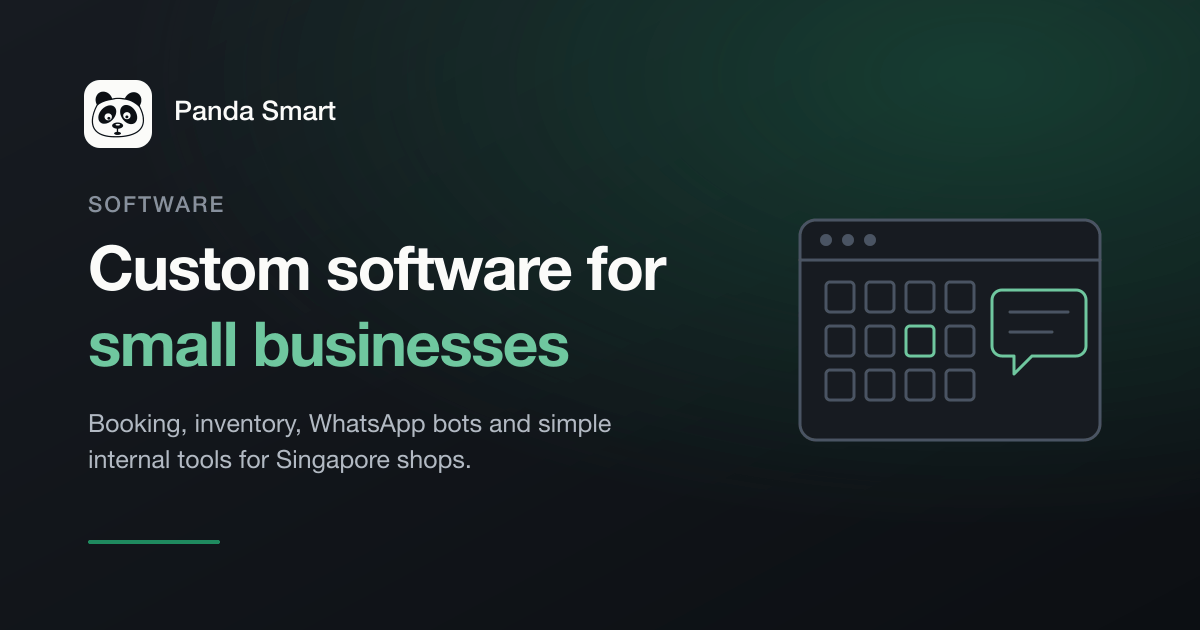 Panda Smart
SOFTWARE
Custom software for
small businesses
Booking, inventory, WhatsApp bots and simple
internal tools for Singapore shops.